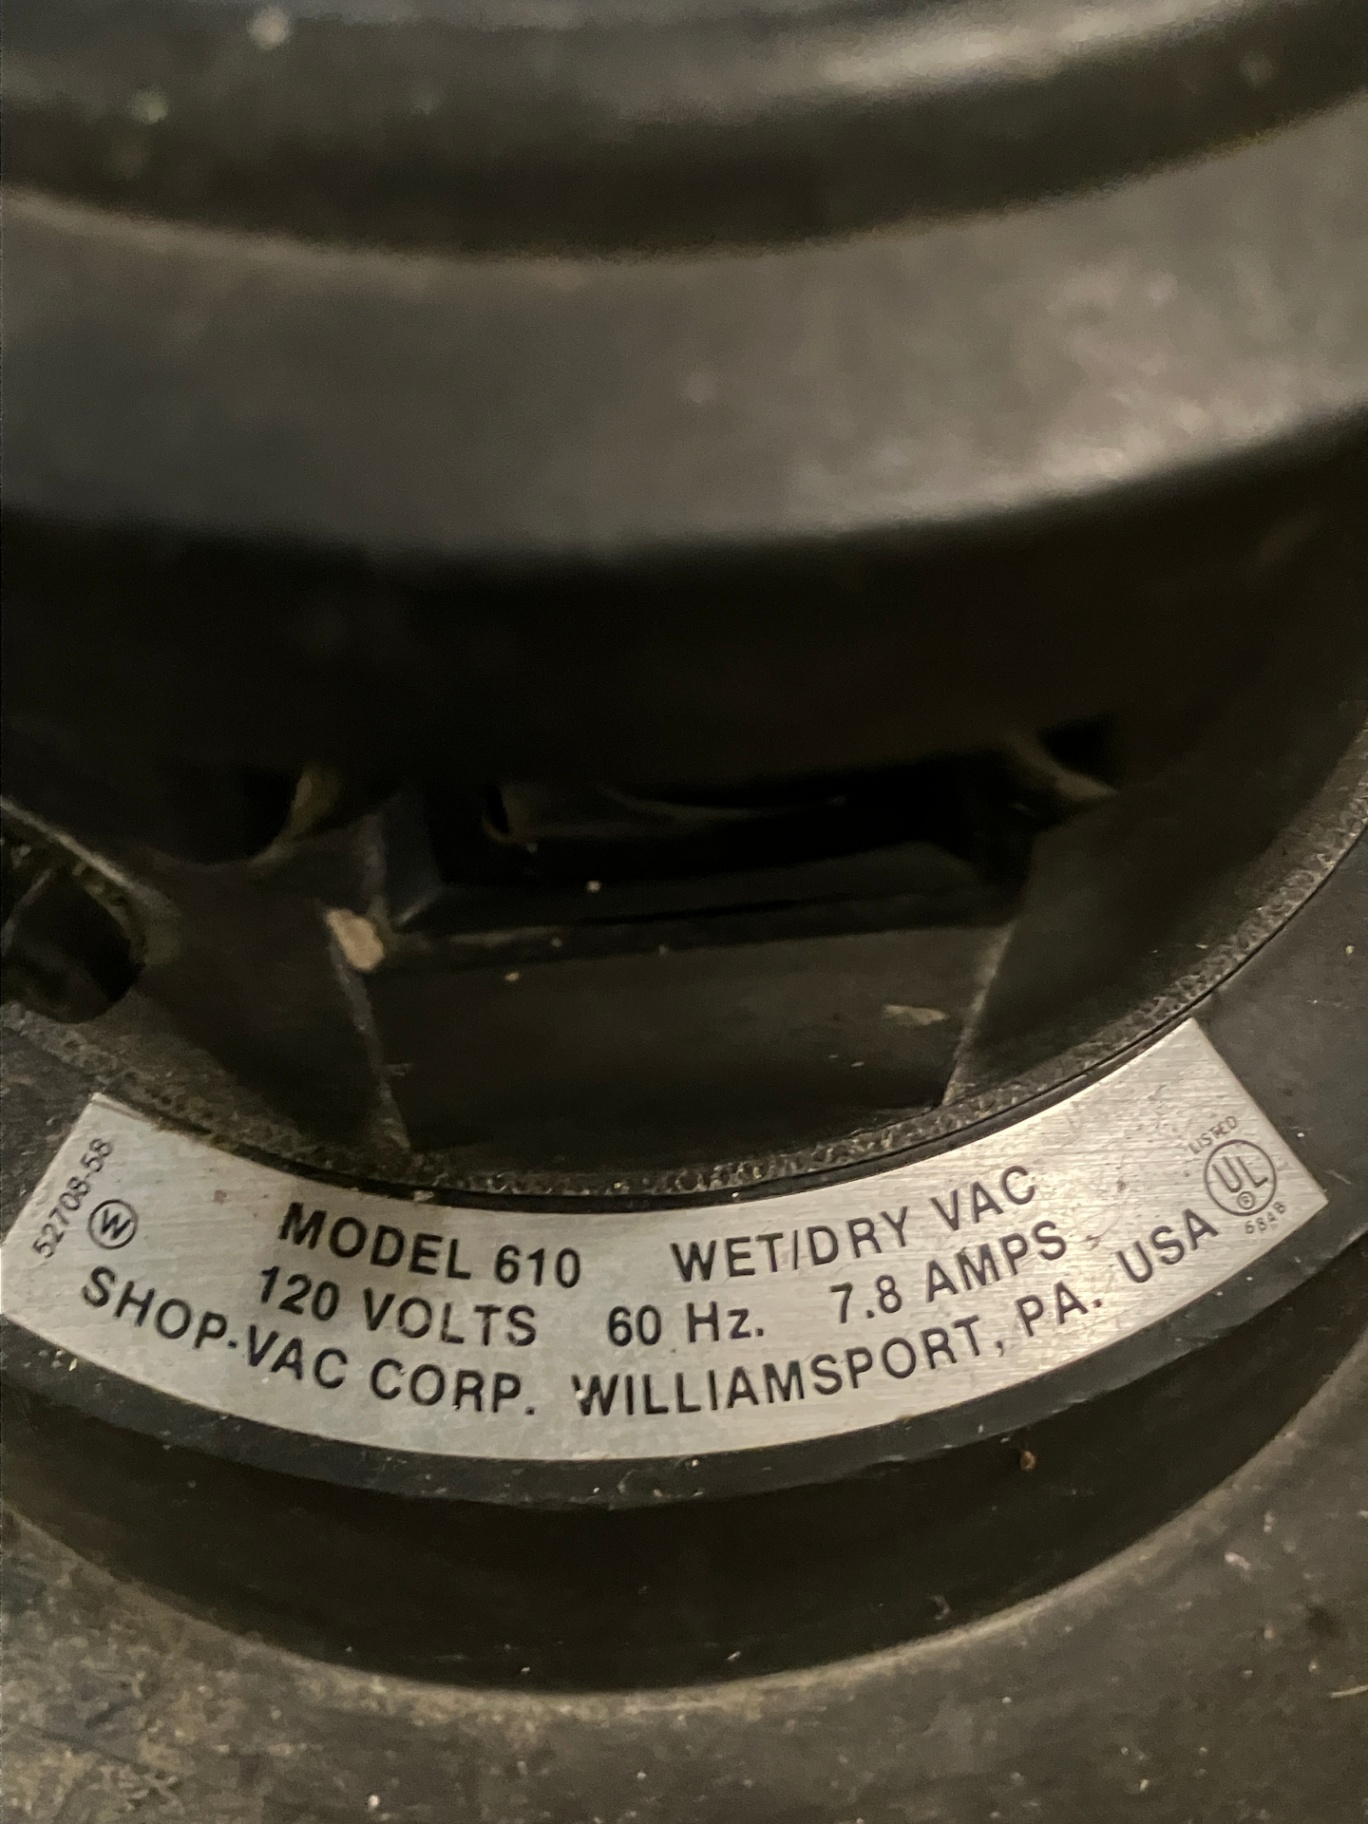 52708-58
W
MODEL 610 WET/DRY VAC
120 VOLTS 60 Hz. 7.8 AMPS
SHOP-VAC CORP. WILLIAMSPORT, PA. USA
LISTED
UL
®
684B